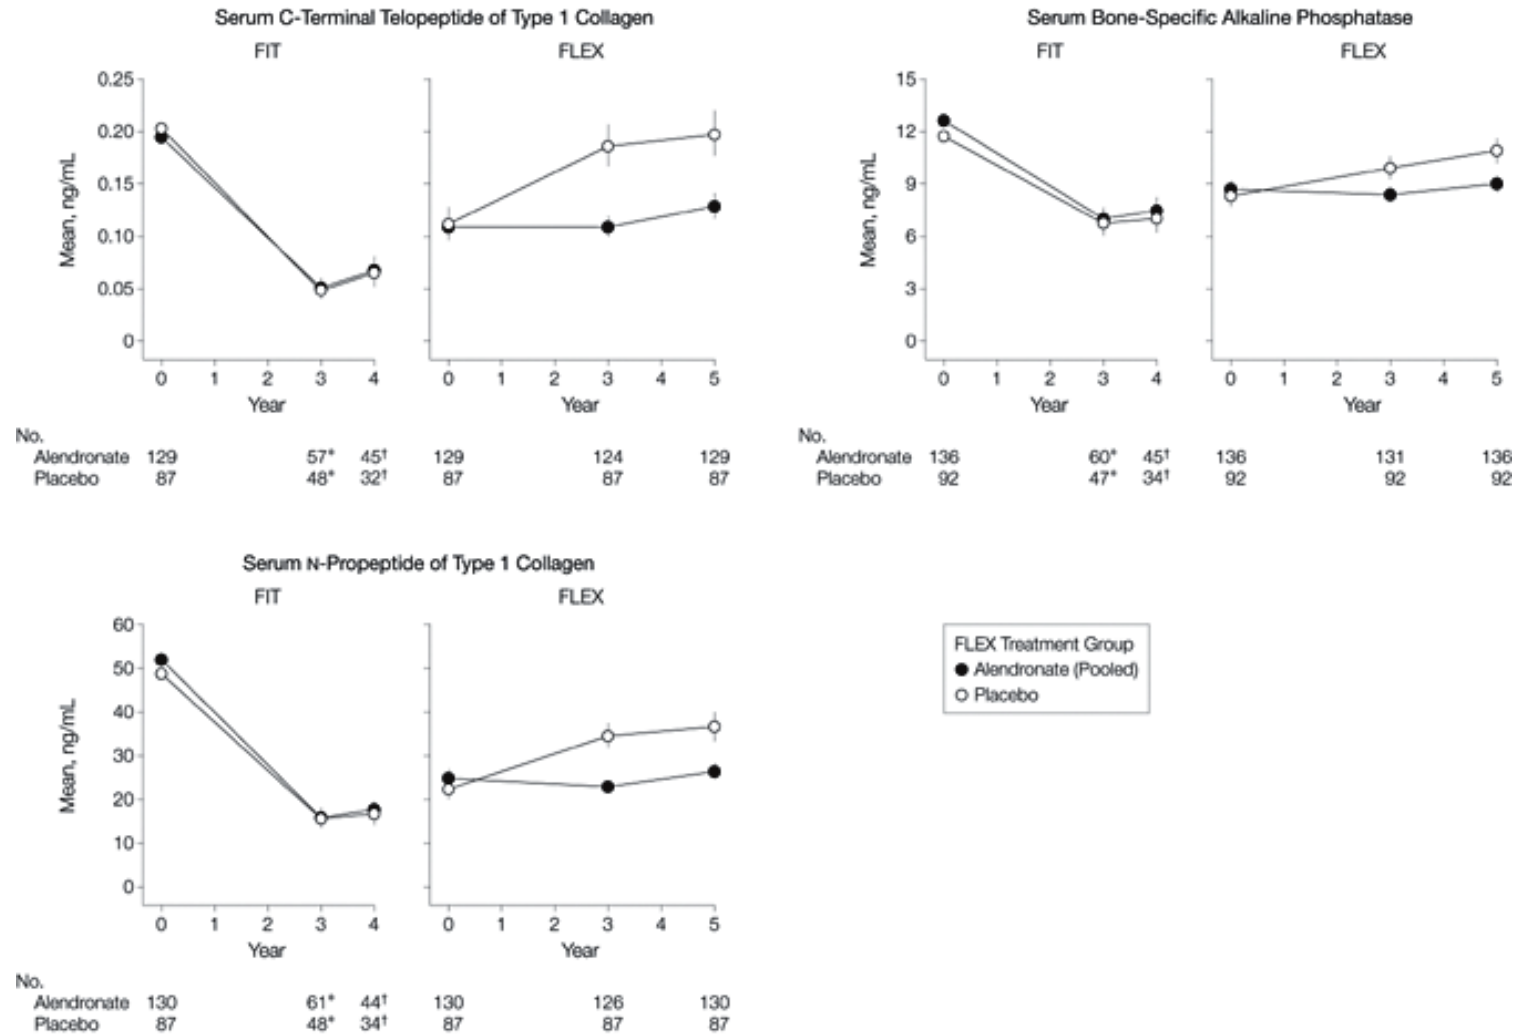 Serum C-Terminal Telopeptide of Type 1 Collagen
FIT
FLEX
Mean, ng/mL
0.25
0.20
0.15
0.10
0.05
0
0 1 2 3 4
Year
0 1 2 3 4 5
Year
No.
Alendronate 129 57* 45† 129 124 129
Placebo 87 48* 32† 87 87 87
Serum Bone-Specific Alkaline Phosphatase
FIT
FLEX
Mean, ng/mL
15
12
9
6
3
0
0 1 2 3 4
Year
0 1 2 3 4 5
Year
No.
Alendronate 136 60* 45† 136 131 136
Placebo 92 47* 34† 92 92 92
Serum N-Propeptide of Type 1 Collagen
FIT
FLEX
Mean, ng/mL
60
50
40
30
20
10
0
0 1 2 3 4
Year
0 1 2 3 4 5
Year
No.
Alendronate 130 61* 44† 130 126 130
Placebo 87 48* 34† 87 87 87
FLEX Treatment Group
Alendronate (Pooled)
Placebo